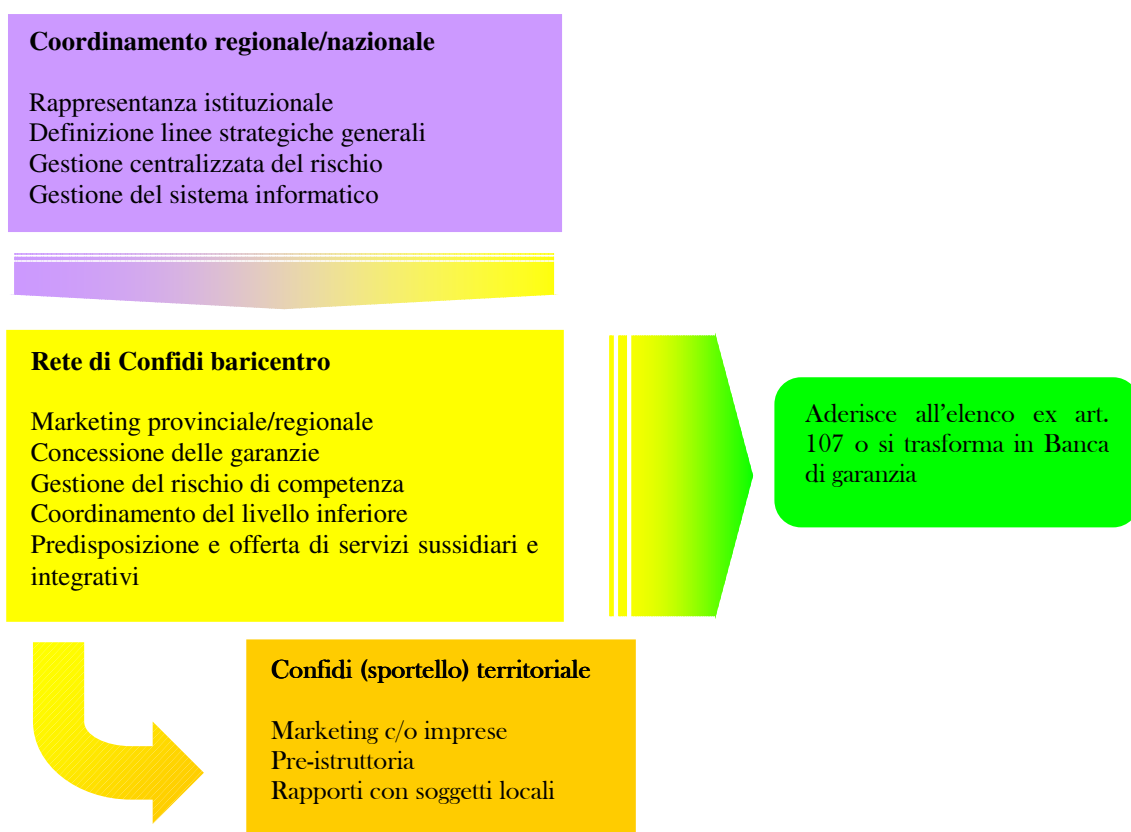 Coordinamento regionale/nazionale
Rappresentanza istituzionale
Definizione linee strategiche generali
Gestione centralizzata del rischio
Gestione del sistema informatico
Rete di Confidi baricentro
Marketing provinciale/regionale
Concessione delle garanzie
Gestione del rischio di competenza
Coordinamento del livello inferiore
Predisposizione e offerta di servizi sussidiari e
integrativi
Aderisce all'elenco ex art.
107 o si trasforma in Banca
di garanzia
Confidi (sportello) territoriale
Marketing c/o imprese
Pre-istruttoria
Rapporti con soggetti locali